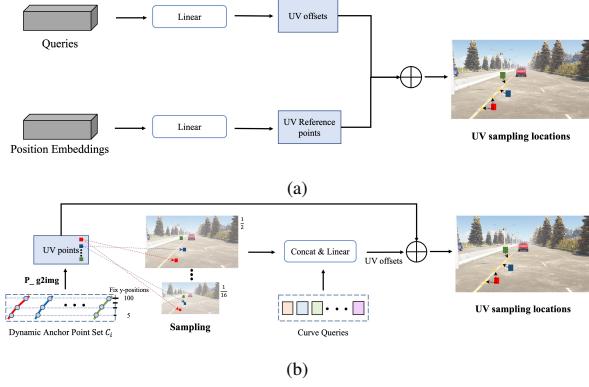 Queries
Linear
UV offsets
Position Embeddings
Linear
UV Reference
points
UV sampling locations
(a)
UV points
P_ g2img
Fix y-positions
100
5
Dynamic Anchor Point Set C_i
1/2
1/16
Sampling
Concat & Linear
Curve Queries
UV offsets
UV sampling locations
(b)